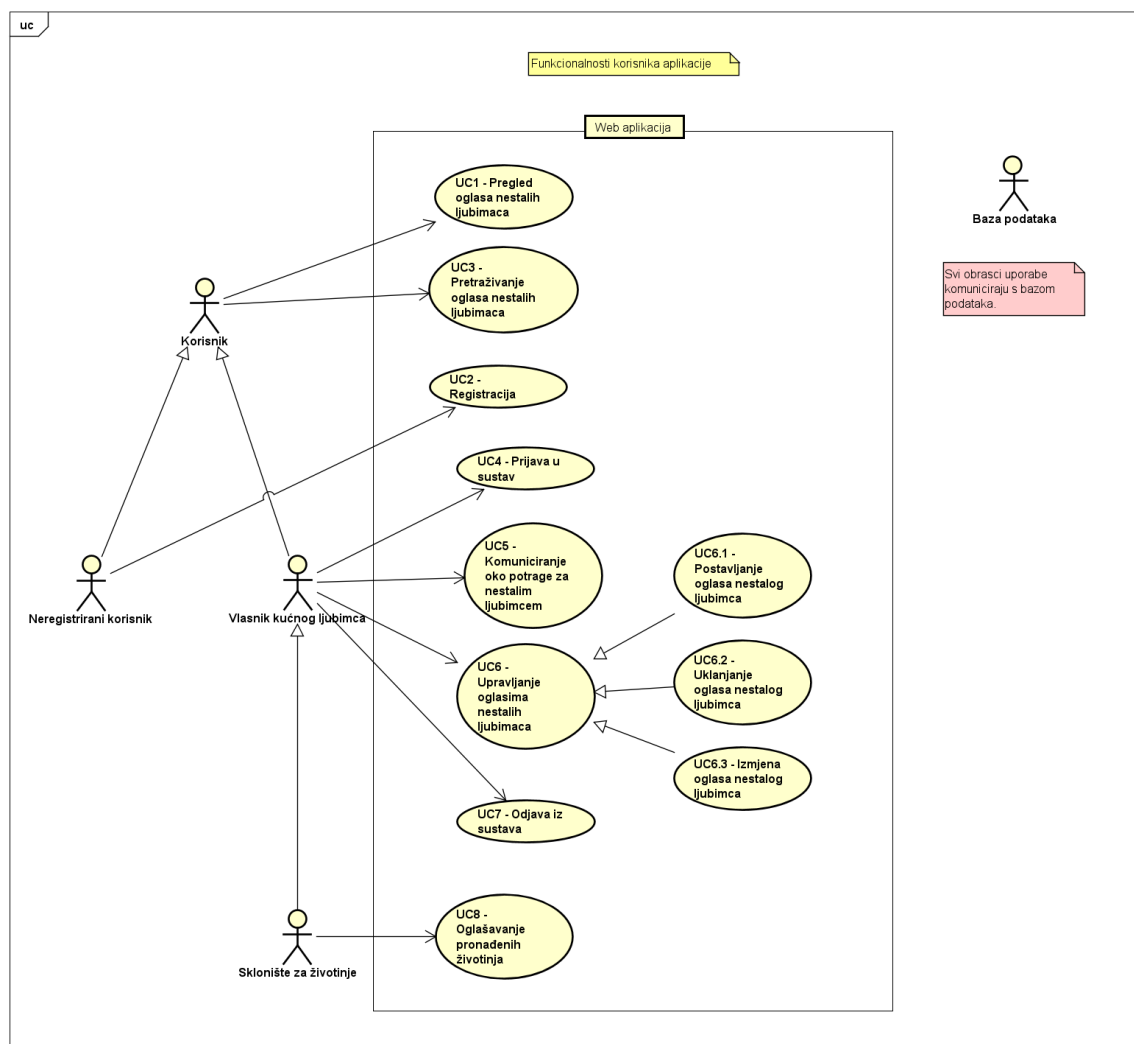 uc
Funkcionalnosti korisnika aplikacije
Web aplikacija
UC1 - Pregled
oglasa nestalih
ljubimaca
Baza podataka
UC3 -
Pretraživanje
oglasa nestalih
ljubimaca
Svi obrasci uporabe
komuniciraju s bazom
podataka.
Korisnik
UC2 -
Registracija
UC4 - Prijava u
sustav
UC5 -
Komuniciranje
oko potrage za
nestalim
ljubimcem
UC6.1 -
Postavljanje
oglasa nestalog
ljubimca
Neregistrirani korisnik
Vlasnik kućnog ljubimca
UC6 -
Upravljanje
oglasima
nestalih
ljubimaca
UC6.2 -
Uklanjanje
oglasa nestalog
ljubimca
UC6.3 - Izmjena
oglasa nestalog
ljubimca
UC7 - Odjava iz
sustava
UC8 -
Oglašavanje
pronađenih
životinja
Sklonište za životinje